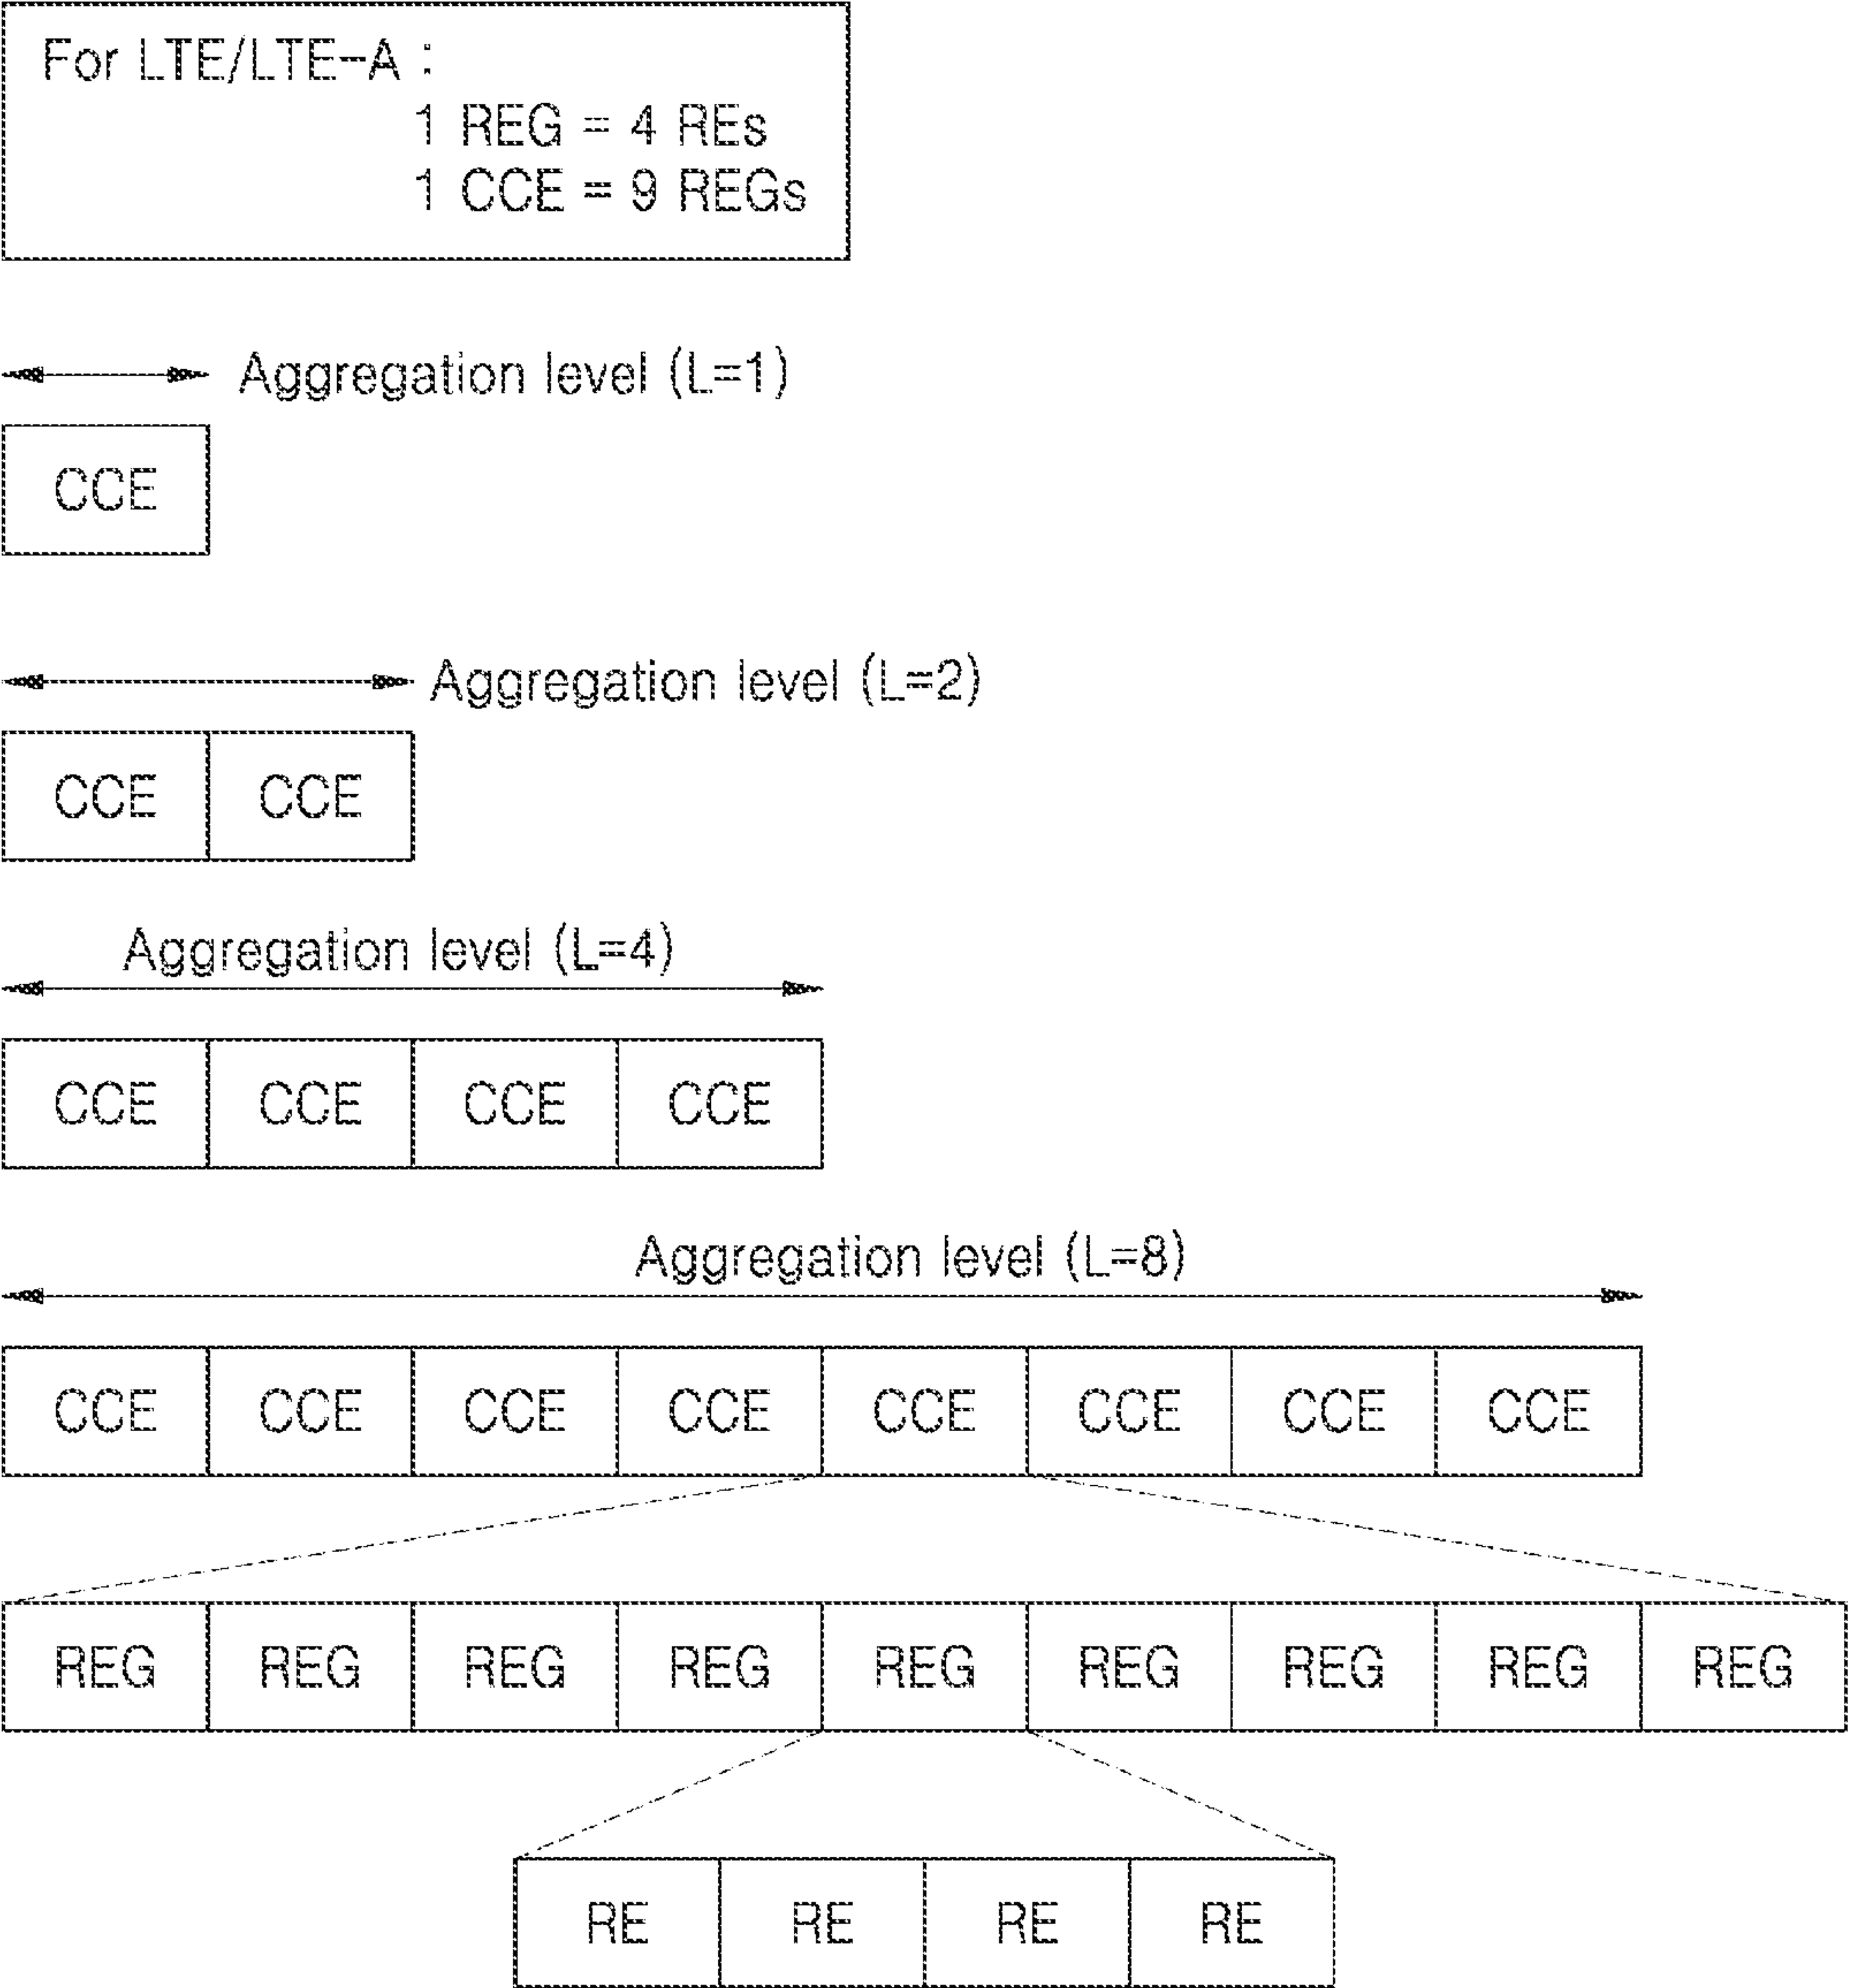 For LTE/LTE-A :
1 REG = 4 REs
1 CCE = 9 REGs
Aggregation level (L=1)
CCE
Aggregation level (L=2)
CCE CCE
Aggregation level (L=4)
CCE CCE CCE CCE
Aggregation level (L=8)
CCE CCE CCE CCE CCE CCE CCE CCE
REG REG REG REG REG REG REG REG REG
RE RE RE RE